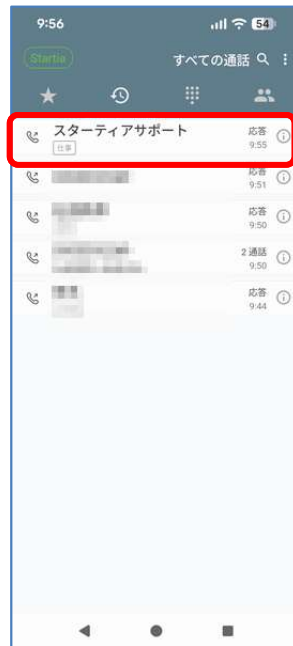 9:56
54
Startia
すべての通話
スターティアサポート
応答
仕事
9:55
応答
9:51
応答
9:50
2 通話
9:50
応答
9:44